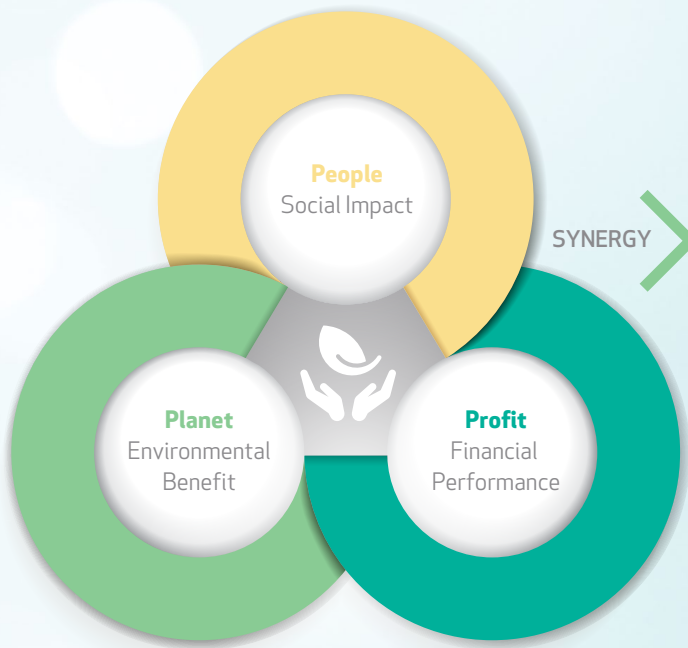 People
Social Impact
SYNERGY
Planet
Environmental
Benefit
Profit
Financial
Performance